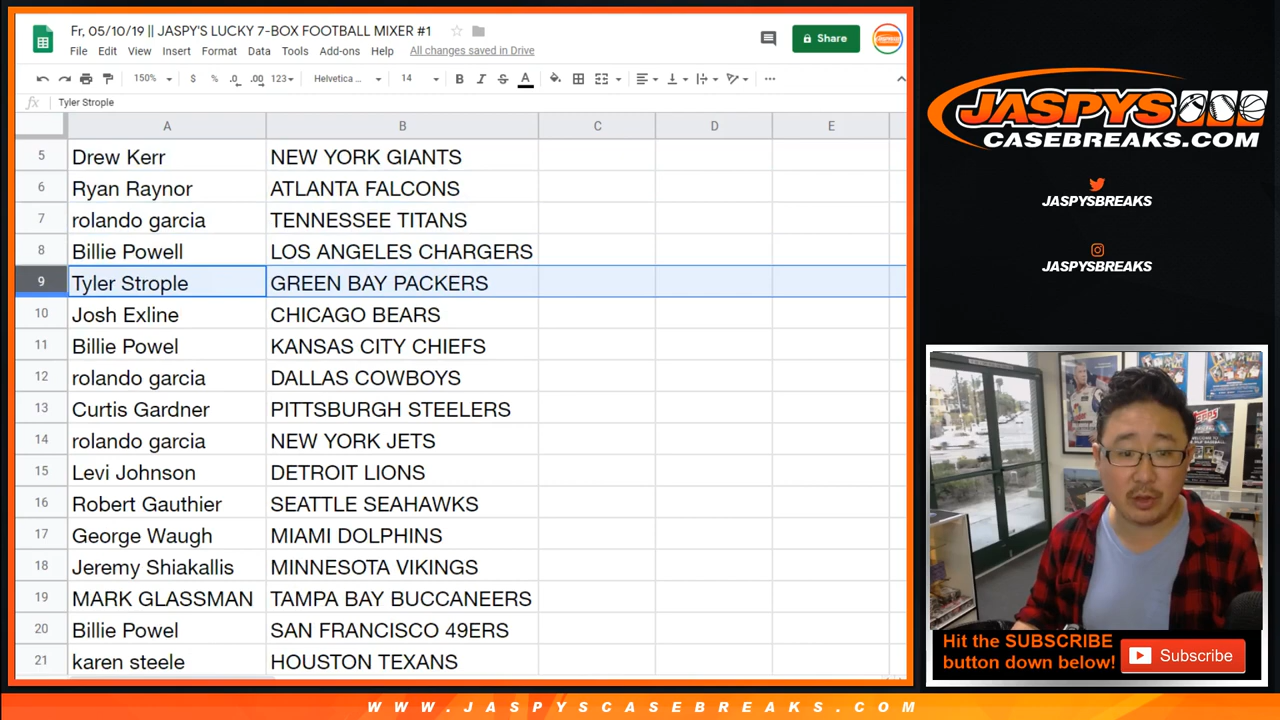 Fr, 05/10/19 || JASPY'S LUCKY 7-BOX FOOTBALL MIXER #1
File Edit View Insert Format Data Tools Add-ons Help All changes saved in Drive
Share
150% $ % .0 .00 123 Helvetica ... 14 B I S A
fx Tyler Strople
A B C D E
5 Drew Kerr NEW YORK GIANTS
6 Ryan Raynor ATLANTA FALCONS
7 rolando garcia TENNESSEE TITANS
8 Billie Powell LOS ANGELES CHARGERS
9 Tyler Strople GREEN BAY PACKERS
10 Josh Exline CHICAGO BEARS
11 Billie Powel KANSAS CITY CHIEFS
12 rolando garcia DALLAS COWBOYS
13 Curtis Gardner PITTSBURGH STEELERS
14 rolando garcia NEW YORK JETS
15 Levi Johnson DETROIT LIONS
16 Robert Gauthier SEATTLE SEAHAWKS
17 George Waugh MIAMI DOLPHINS
18 Jeremy Shiakallis MINNESOTA VIKINGS
19 MARK GLASSMAN TAMPA BAY BUCCANEERS
20 Billie Powel SAN FRANCISCO 49ERS
21 karen steele HOUSTON TEXANS
JASPYS
CASEBREAKS.COM
JASPYSBREAKS
JASPYSBREAKS
TOPPS
Hit the SUBSCRIBE
button down below!
Subscribe
WWW.JASPYSCASEBREAKS.COM